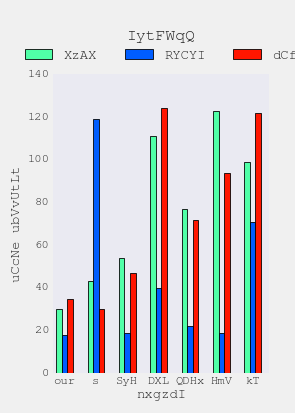 IytFWqQ
XzAX RYCYI dCf
140
120
100
80
60
40
20
0
uCcNe ubVvUtLt
our s SyH DXL QDHx HmV kT
nxgzdI